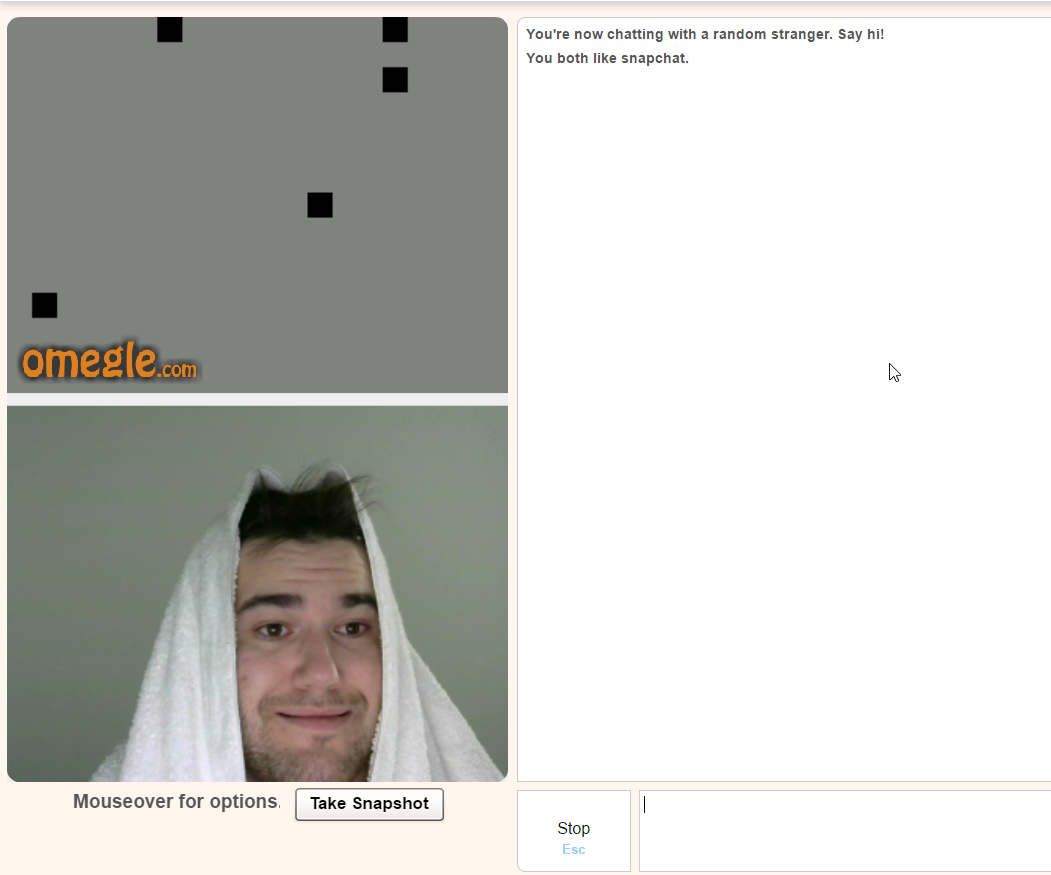 You're now chatting with a random stranger. Say hi!
You both like snapchat.
omegle.com
Mouseover for options.
Take Snapshot
Stop
Esc